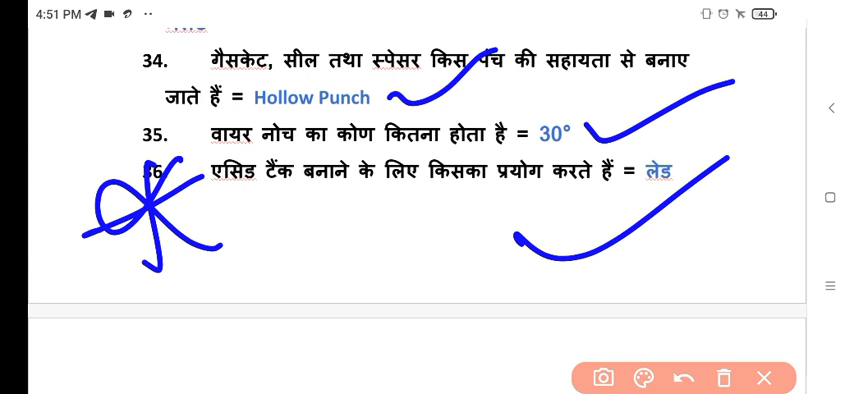 4:51 PM
44
34. गैसकेट, सील तथा स्पेसर किस पंच की सहायता से बनाए
जाते हैं = Hollow Punch
35. वायर नोच का कोण कितना होता है = 30°
36. एसिड टैंक बनाने के लिए किसका प्रयोग करते हैं = लेड